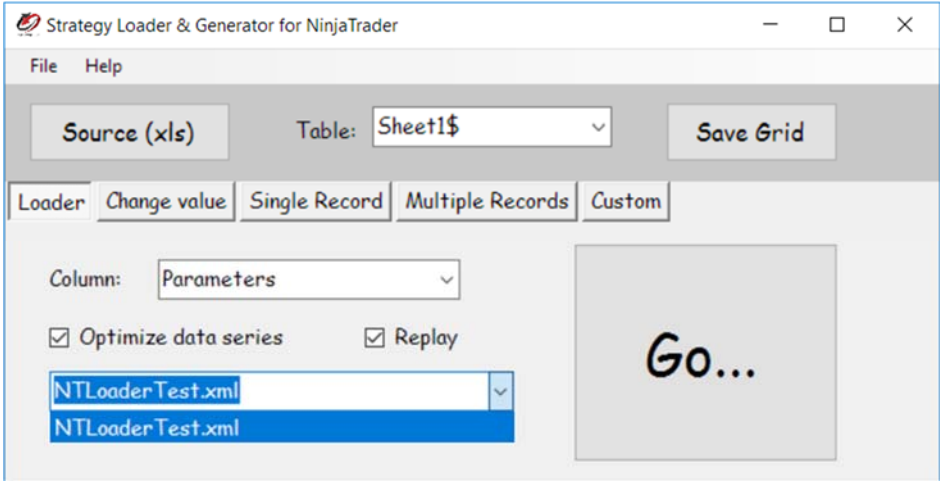 Strategy Loader & Generator for NinjaTrader
File Help
Source (xls) Table: Sheet1$ Save Grid
Loader Change value Single Record Multiple Records Custom
Column: Parameters
Optimize data series Replay
Go...
NTLoaderTest.xml
NTLoaderTest.xml